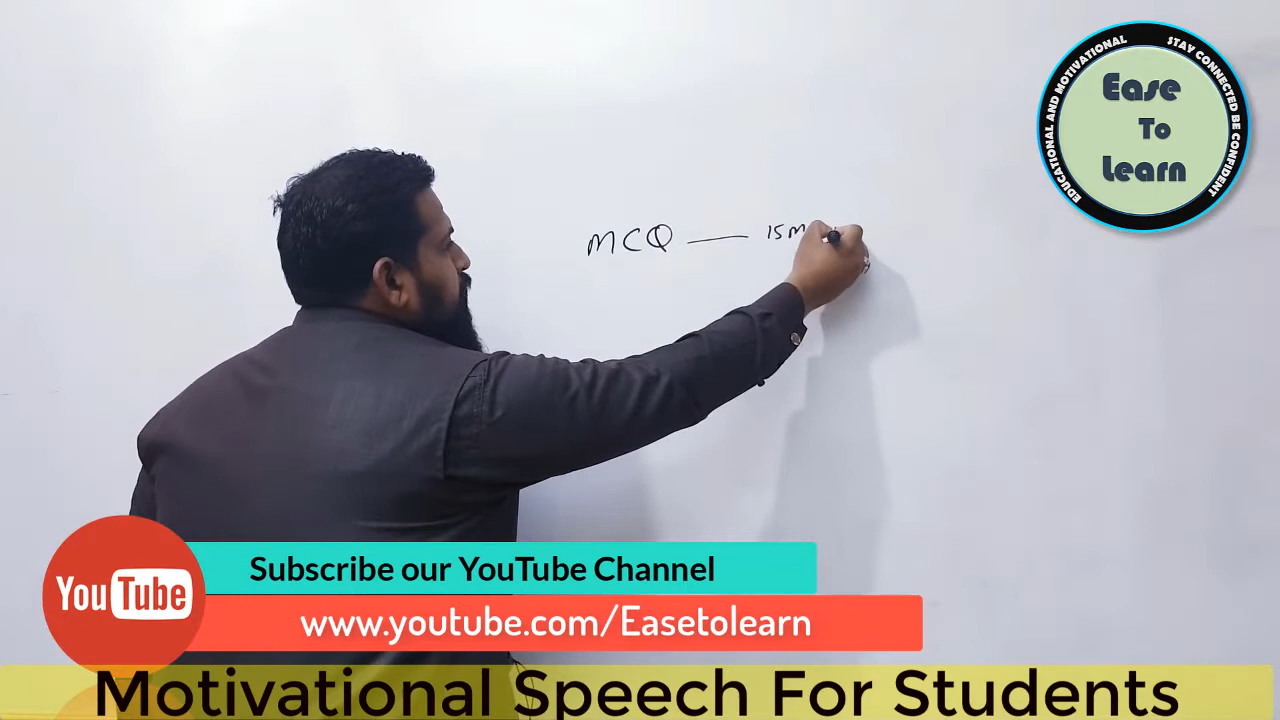 EDUCATIONAL AND MOTIVATIONAL
STAY CONNECTED BE CONFIDENT
Ease
To
Learn
MCQ — 15M
Subscribe our YouTube Channel
YouTube
www.youtube.com/Easetolearn
Motivational Speech For Students